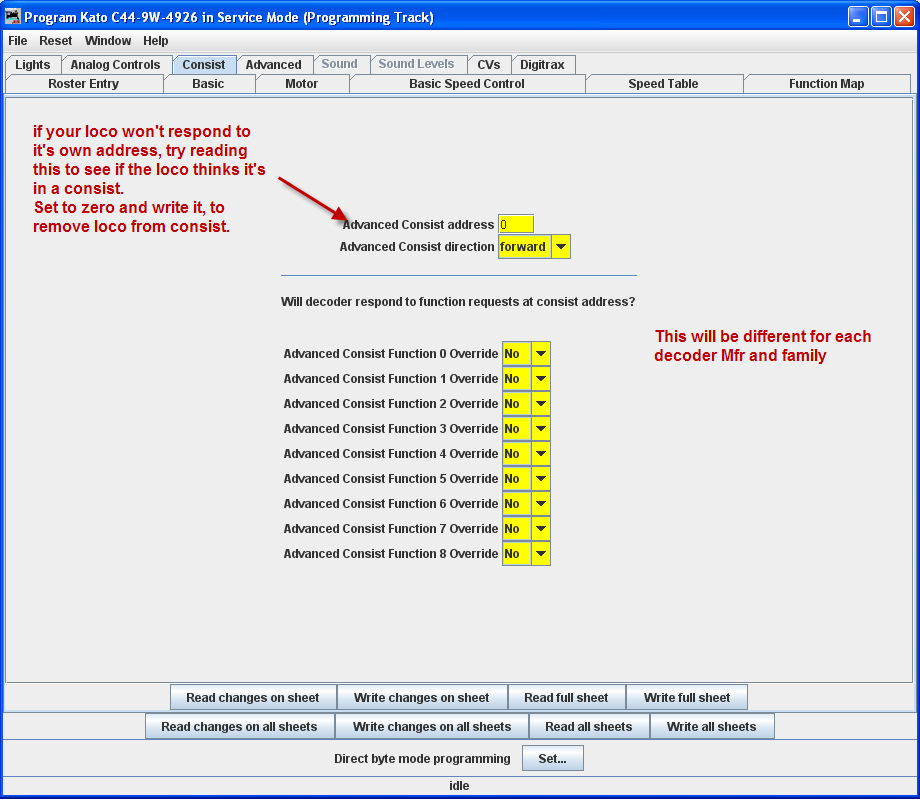 Program Kato C44-9W-4926 in Service Mode (Programming Track)
File Reset Window Help
Lights Analog Controls Consist Advanced Sound Sound Levels CVs Digitrax
Roster Entry Basic Motor Basic Speed Control Speed Table Function Map
if your loco won't respond to
it's own address, try reading
this to see if the loco thinks it's
in a consist.
Set to zero and write it, to
remove loco from consist.
Advanced Consist address 0
Advanced Consist direction forward
Will decoder respond to function requests at consist address?
This will be different for each
decoder Mfr and family
Advanced Consist Function 0 Override No
Advanced Consist Function 1 Override No
Advanced Consist Function 2 Override No
Advanced Consist Function 3 Override No
Advanced Consist Function 4 Override No
Advanced Consist Function 5 Override No
Advanced Consist Function 6 Override No
Advanced Consist Function 7 Override No
Advanced Consist Function 8 Override No
Read changes on sheet Write changes on sheet Read full sheet Write full sheet
Read changes on all sheets Write changes on all sheets Read all sheets Write all sheets
Direct byte mode programming Set...
idle